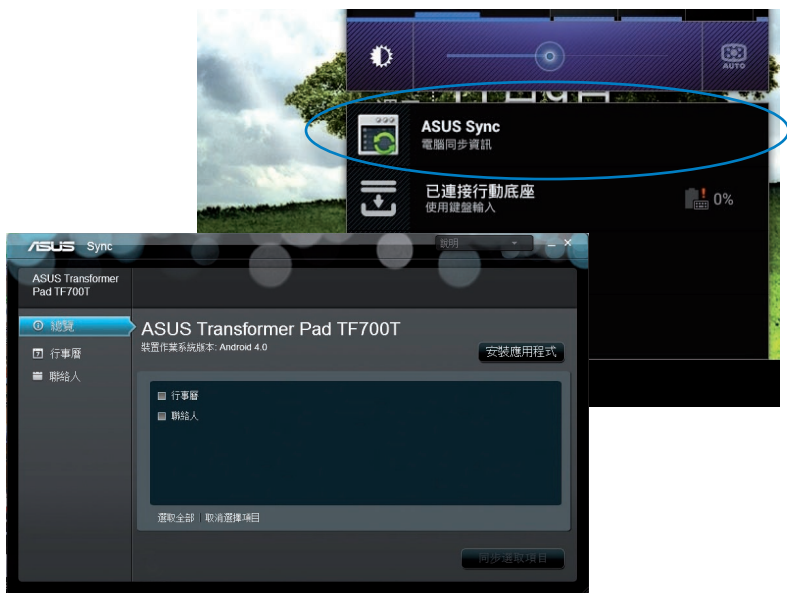 AUTO
ASUS Sync
電腦同步資訊
已連接行動底座
使用鍵盤輸入
0%
ASUS Sync
說明
ASUS Transformer
Pad TF700T
總覽
行事曆
聯絡人
ASUS Transformer Pad TF700T
裝置作業系統版本: Android 4.0
安裝應用程式
行事曆
聯絡人
選取全部 | 取消選擇項目
同步選取項目